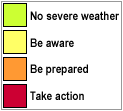 No severe weather
Be aware
Be prepared
Take action